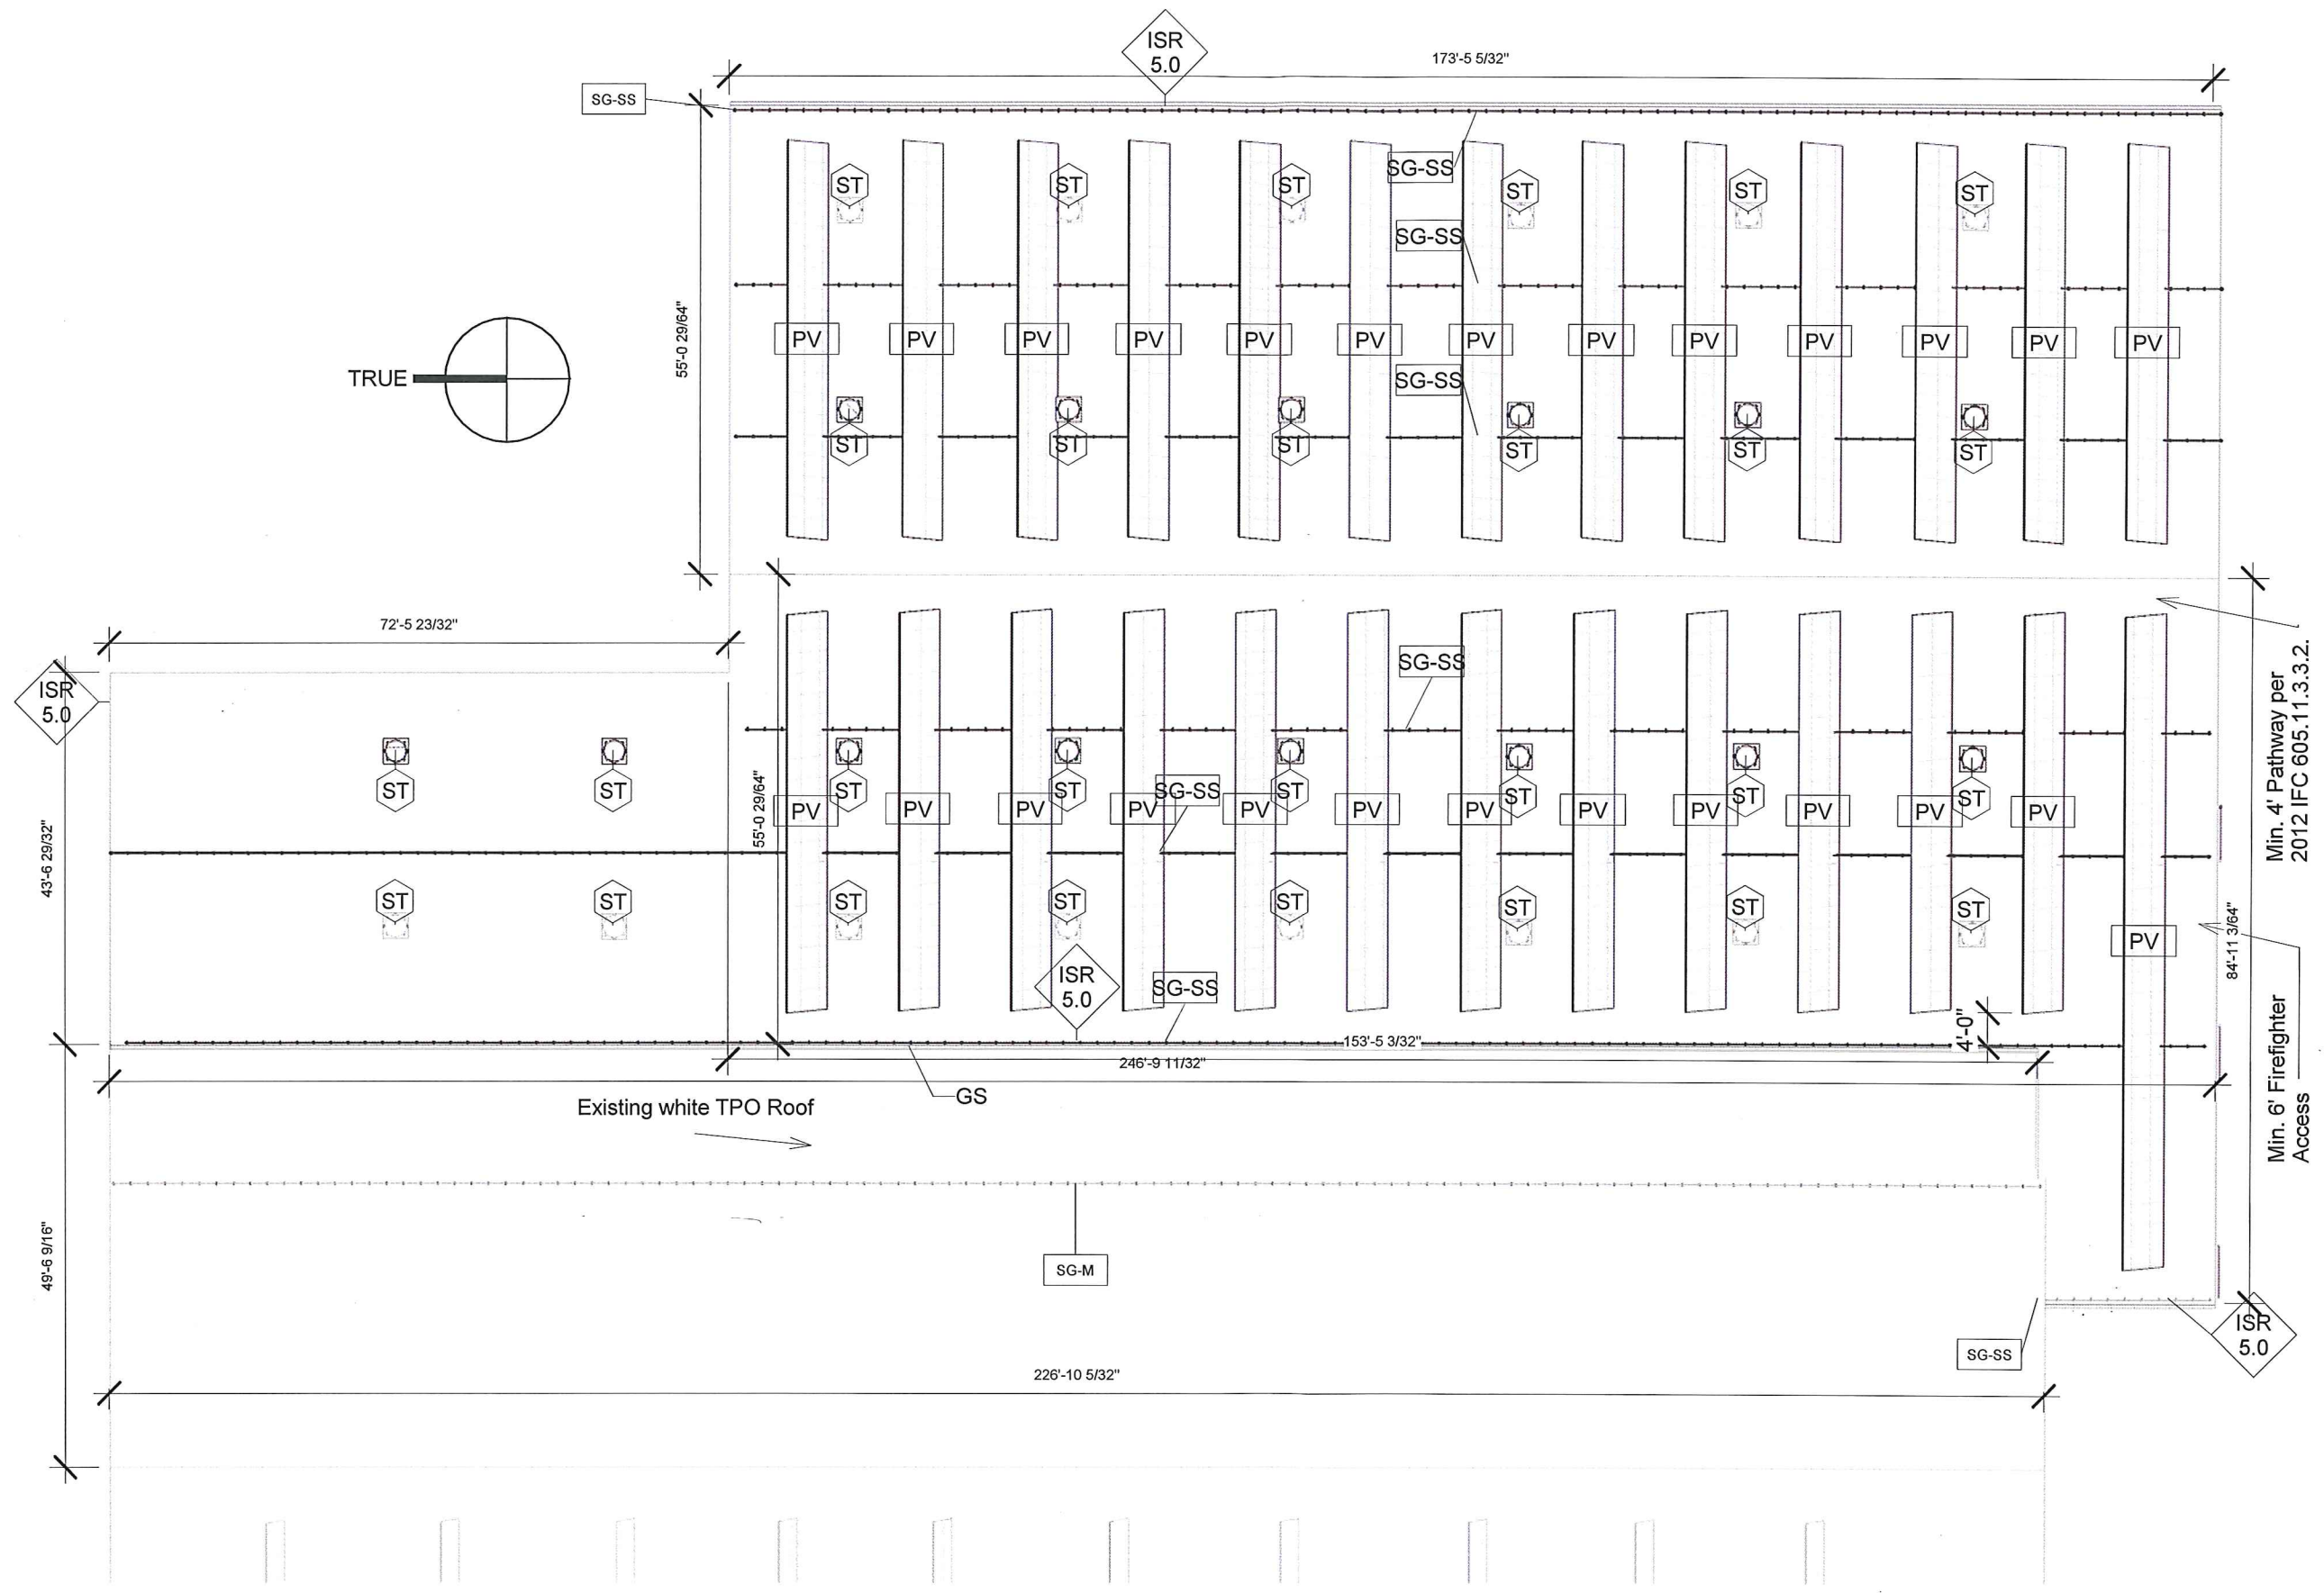 ISR
5.0
173'-5 5/32"
SG-SS
SG-SS
ST
ST
ST
ST
ST
ST
SG-SS
55'-0 29/64"
TRUE
PV
PV
PV
PV
PV
PV
PV
PV
PV
PV
PV
PV
PV
SG-SS
ST
ST
ST
ST
ST
ST
72'-5 23/32"
SG-SS
ISR
5.0
Min. 4' Pathway per
2012 IFC 605.11.3.3.2.
ST
ST
ST
ST
ST
ST
ST
ST
SG-SS
55'-0 29/64"
PV
PV
PV
PV
PV
PV
PV
PV
PV
PV
PV
PV
43'-6 29/32"
ST
ST
ST
ST
ST
ST
ST
ST
PV
84'-11 3/64"
ISR
5.0
SG-SS
4'-0"
153'-5 3/32"
246'-9 11/32"
Min. 6' Firefighter
Access
GS
Existing white TPO Roof
49'-6 9/16"
SG-M
ISR
5.0
SG-SS
226'-10 5/32"